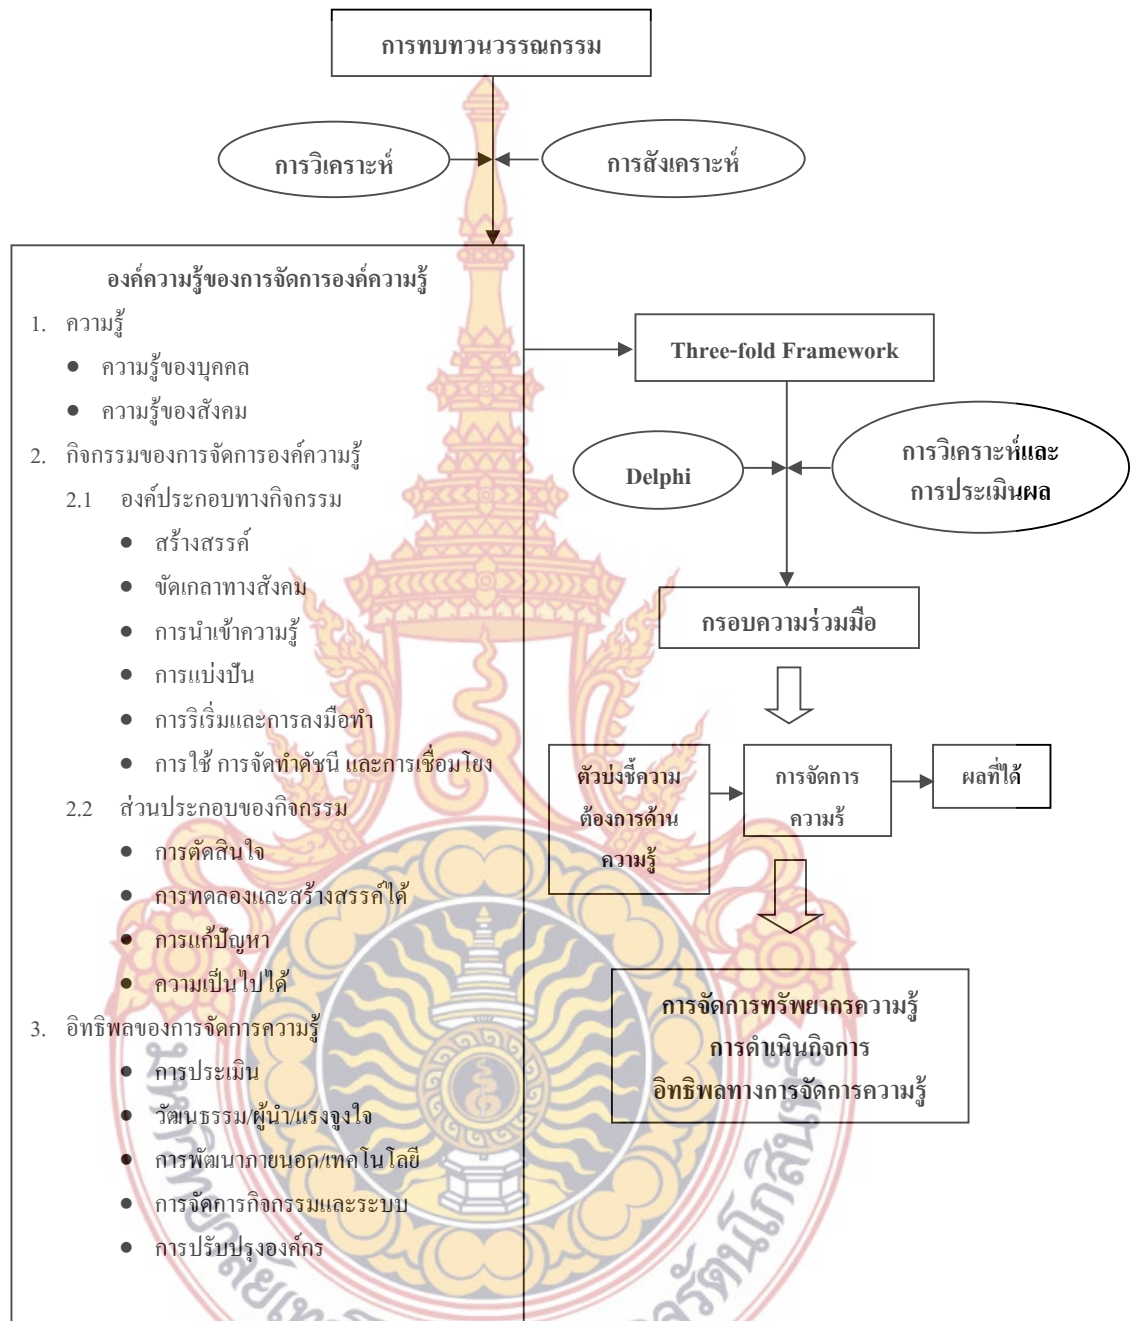 การทบทวนวรรณกรรม
การวิเคราะห์
การสังเคราะห์
องค์ความรู้ของการจัดการองค์ความรู้
1. ความรู้
● ความรู้ของบุคคล
● ความรู้ของสังคม
2. กิจกรรมของการจัดการองค์ความรู้
2.1 องค์ประกอบทางกิจกรรม
● สร้างสรรค์
● ขัดเกลาทางสังคม
● การนำเข้าความรู้
● การแบ่งปัน
● การริเริ่มและการลงมือทำ
● การใช้ การจัดทำดัชนี และการเชื่อมโยง
2.2 ส่วนประกอบของกิจกรรม
● การตัดสินใจ
● การทดลองและสร้างสรรค์ได้
● การแก้ปัญหา
● ความเป็นไปได้
3. อิทธิพลของการจัดการความรู้
● การประเมิน
● วัฒนธรรม/ผู้นำ/แรงจูงใจ
● การพัฒนาภายนอก/เทคโนโลยี
● การจัดการกิจกรรมและระบบ
● การปรับปรุงองค์กร
Three-fold Framework
Delphi
การวิเคราะห์และ
การประเมินผล
กรอบความร่วมมือ
ตัวบ่งชี้ความ
ต้องการด้าน
ความรู้
การจัดการ
ความรู้
ผลที่ได้
การจัดการทรัพยากรความรู้
การดำเนินกิจการ
อิทธิพลทางการจัดการความรู้